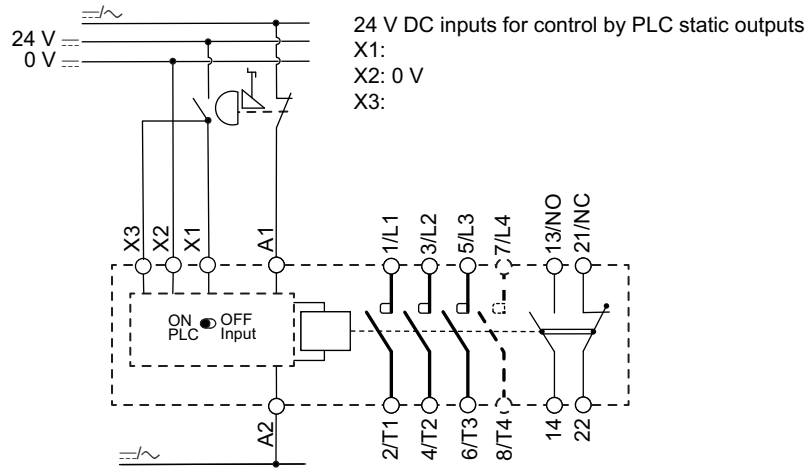 24 V DC inputs for control by PLC static outputs
X1:
X2: 0 V
X3:
24 V
0 V
X3
X2
X1
A1
1/L1
3/L2
5/L3
7/L4
13/NO
21/NC
ON OFF
PLC Input
A2
2/T1
4/T2
6/T3
8/T4
14
22